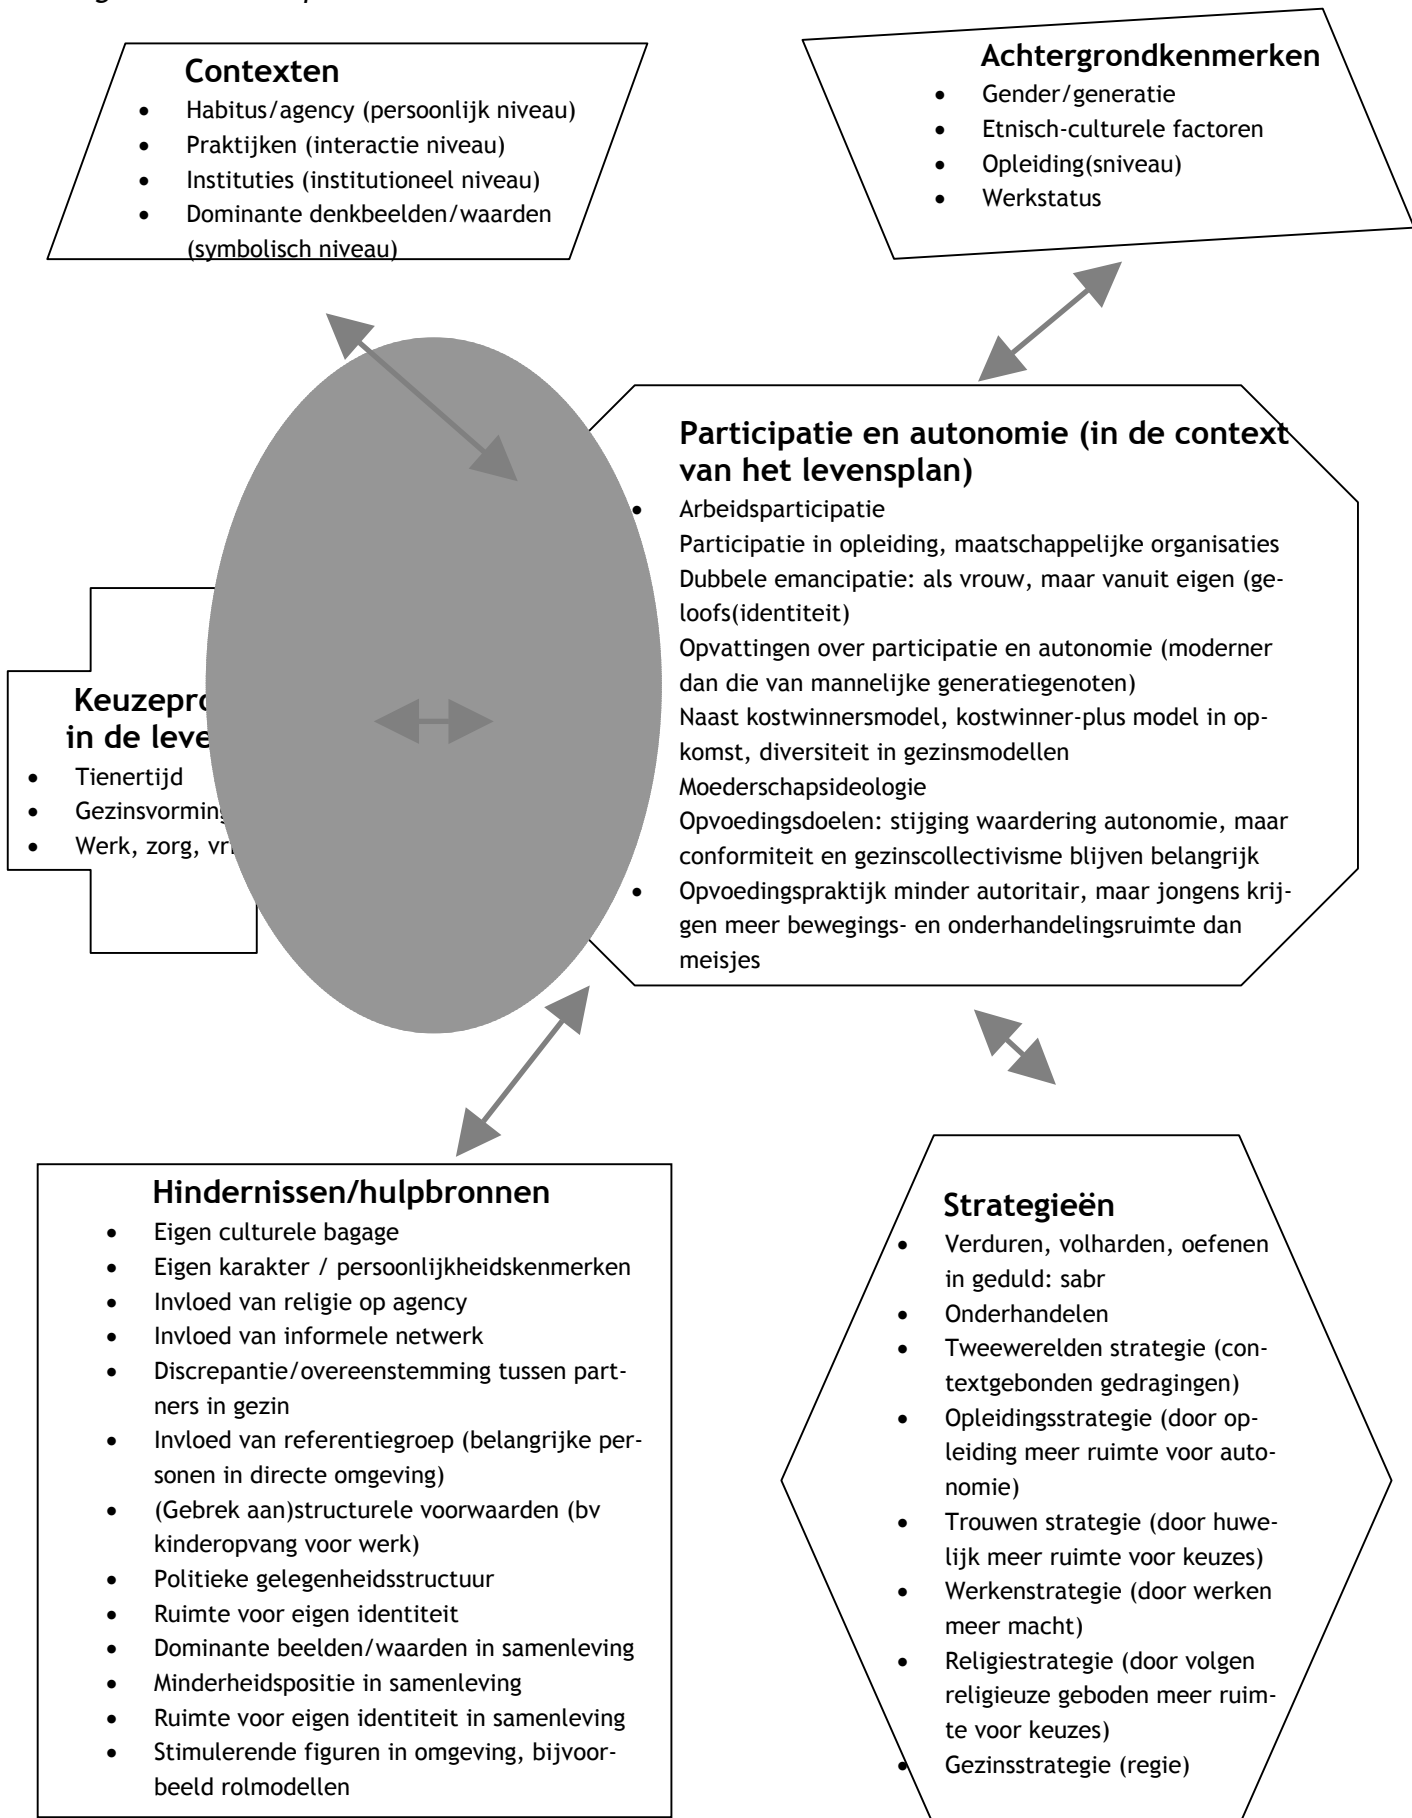 Contexten
• Habitus/agency (persoonlijk niveau)
• Praktijken (interactie niveau)
• Instituties (institutioneel niveau)
• Dominante denkbeelden/waarden
(symbolisch niveau)
Achtergrondkenmerken
• Gender/generatie
• Etnisch-culturele factoren
• Opleiding(sniveau)
• Werkstatus
Participatie en autonomie (in de context
van het levensplan)
• Arbeidsparticipatie
Participatie in opleiding, maatschappelijke organisaties
Dubbele emancipatie: als vrouw, maar vanuit eigen (ge-
loofs(identiteit)
Opvattingen over participatie en autonomie (moderner
dan die van mannelijke generatiegenoten)
Naast kostwinnersmodel, kostwinner-plus model in op-
komst, diversiteit in gezinsmodellen
Moederschapsideologie
Opvoedingsdoelen: stijging waardering autonomie, maar
conformiteit en gezinscollectivisme blijven belangrijk
• Opvoedingspraktijk minder autoritair, maar jongens krij-
gen meer bewegings- en onderhandelingsruimte dan
meisjes
Keuzepro
in de leve
• Tienertijd
• Gezinsvorming
• Werk, zorg, vri
Hindernissen/hulpbronnen
• Eigen culturele bagage
• Eigen karakter / persoonlijkheidskenmerken
• Invloed van religie op agency
• Invloed van informele netwerk
• Discrepantie/overeenstemming tussen part-
ners in gezin
• Invloed van referentiegroep (belangrijke per-
sonen in directe omgeving)
• (Gebrek aan)structurele voorwaarden (bv
kinderopvang voor werk)
• Politieke gelegenheidsstructuur
• Ruimte voor eigen identiteit
• Dominante beelden/waarden in samenleving
• Minderheidspositie in samenleving
• Ruimte voor eigen identiteit in samenleving
• Stimulerende figuren in omgeving, bijvoor-
beeld rolmodellen
Strategieën
• Verduren, volharden, oefenen
in geduld: sabr
• Onderhandelen
• Tweewerelden strategie (con-
textgebonden gedragingen)
• Opleidingsstrategie (door op-
leiding meer ruimte voor auto-
nomie)
• Trouwen strategie (door huwe-
lijk meer ruimte voor keuzes)
• Werkenstrategie (door werken
meer macht)
• Religiestrategie (door volgen
religieuze geboden meer ruim-
te voor keuzes)
• Gezinsstrategie (regie)